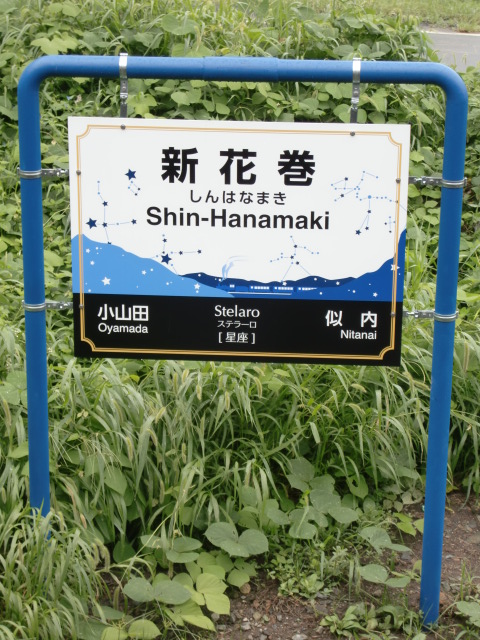 新花巻
しんはなまき
Shin-Hanamaki
小山田 Stelaro 似内
Oyamada ステラーロ Nitanai
[星座]